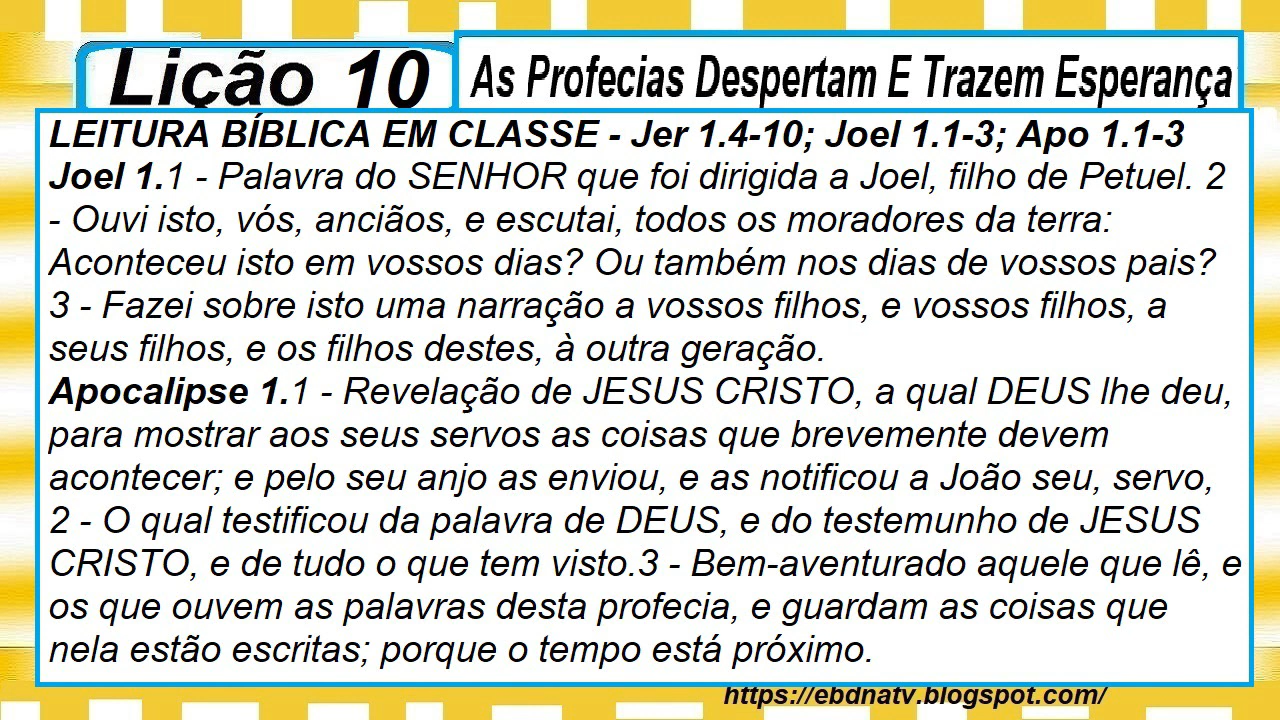 Lição 10
As Profecias Despertam E Trazem Esperança
LEITURA BÍBLICA EM CLASSE - Jer 1.4-10; Joel 1.1-3; Apo 1.1-3
Joel 1.1 - Palavra do SENHOR que foi dirigida a Joel, filho de Petuel. 2
- Ouvi isto, vós, anciãos, e escutai, todos os moradores da terra:
Aconteceu isto em vossos dias? Ou também nos dias de vossos pais?
3 - Fazei sobre isto uma narração a vossos filhos, e vossos filhos, a
seus filhos, e os filhos destes, à outra geração.
Apocalipse 1.1 - Revelação de JESUS CRISTO, a qual DEUS lhe deu,
para mostrar aos seus servos as coisas que brevemente devem
acontecer; e pelo seu anjo as enviou, e as notificou a João seu, servo,
2 - O qual testificou da palavra de DEUS, e do testemunho de JESUS
CRISTO, e de tudo o que tem visto.3 - Bem-aventurado aquele que lê, e
os que ouvem as palavras desta profecia, e guardam as coisas que
nela estão escritas; porque o tempo está próximo.
https://ebdnatv.blogspot.com/